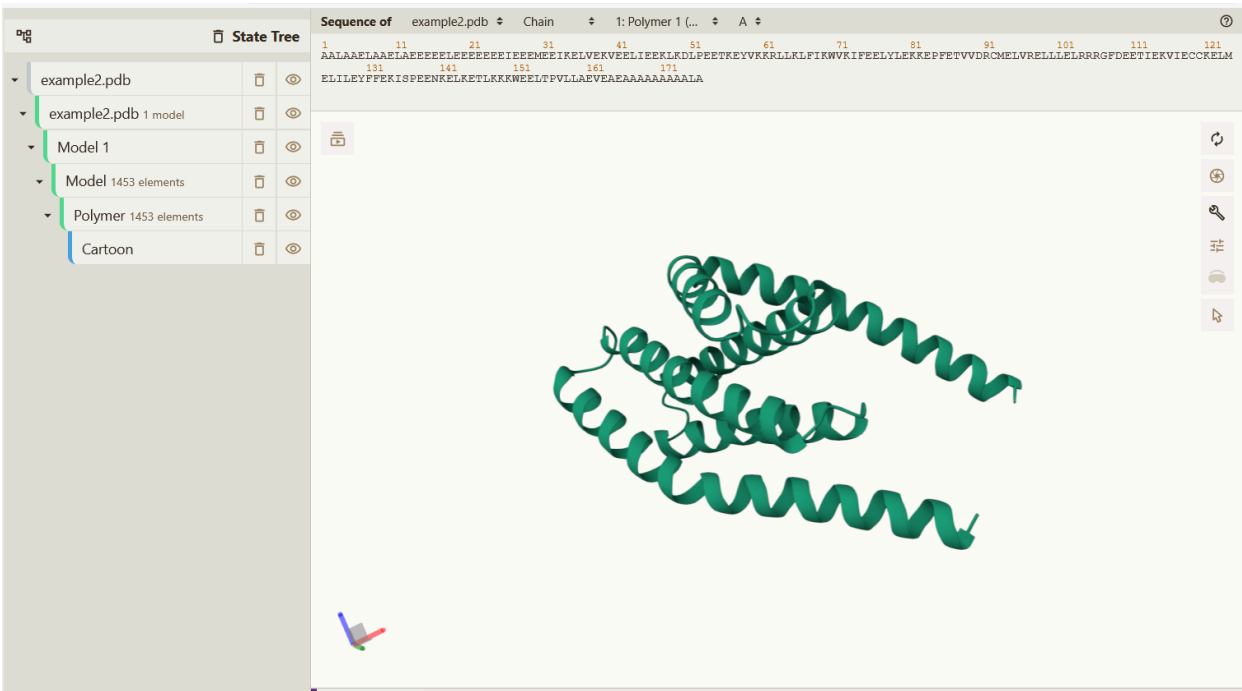 Sequence of example2.pdb Chain 1: Polymer 1 (... A
State Tree
1 11 21 31 41 51 61 71 81 91 101 111 121
AALAAELAAELAEEEEELEEEEEEEIEEMEEIKELVEKVEELIEEKLKDLPEETKEYVKKRLLKLFIKWVKIFEELYLEKKEPFETVVDRCMELVRELLLELRRRGFDEETIEKVIECCKELM
131 141 151 161 171
ELILEYFFEKISPEENKELKETLKKKWEELTPVLLAEVEAEAAAAAAAAALA
example2.pdb
example2.pdb 1 model
Model 1
Model 1453 elements
Polymer 1453 elements
Cartoon